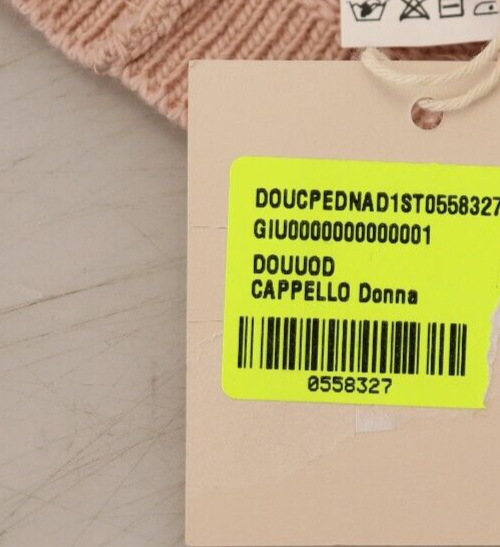 DOUCPEDNAD1ST0558327
GIU0000000000001
DOUUOD
CAPPELLO Donna
0558327